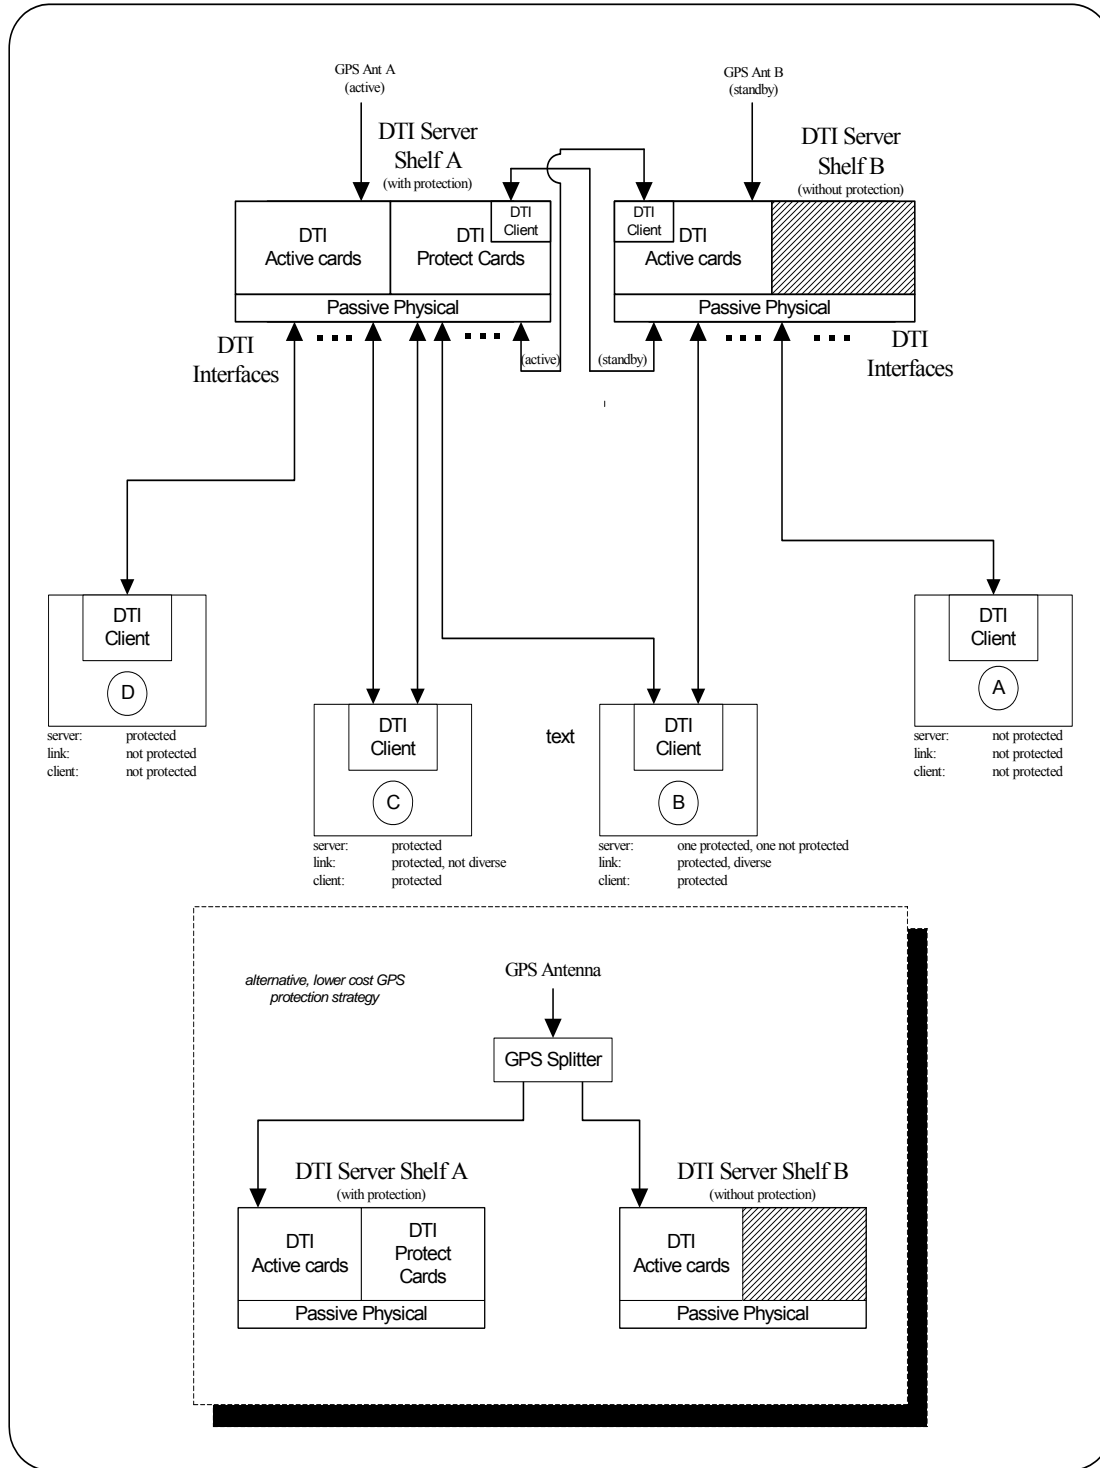 GPS Ant A
(active)
GPS Ant B
(standby)
DTI Server
Shelf A
(with protection)
DTI Server
Shelf B
(without protection)
DTI
Active cards
DTI
Protect Cards
DTI
Client
DTI
Client
DTI
Active cards
Passive Physical
Passive Physical
DTI
Interfaces
(active)
(standby)
DTI
Interfaces
DTI
Client
D
server: protected
link: not protected
client: not protected
DTI
Client
C
server: protected
link: protected, not diverse
client: protected
text
DTI
Client
B
server: one protected, one not protected
link: protected, diverse
client: protected
DTI
Client
A
server: not protected
link: not protected
client: not protected
alternative, lower cost GPS
protection strategy
GPS Antenna
GPS Splitter
DTI Server Shelf A
(with protection)
DTI
Active cards
DTI
Protect
Cards
Passive Physical
DTI Server Shelf B
(without protection)
DTI
Active cards
Passive Physical